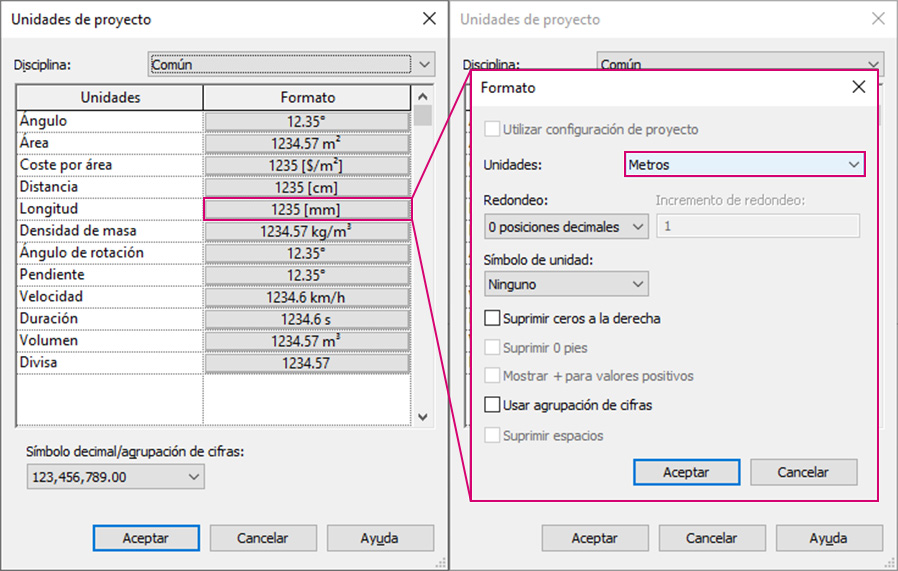 Unidades de proyecto
Disciplina:
Común
Unidades
Formato
Ángulo
12.35°
Área
1234.57 m²
Coste por área
1235 [$/m²]
Distancia
1235 [cm]
Longitud
1235 [mm]
Densidad de masa
1234.57 kg/m³
Ángulo de rotación
12.35°
Pendiente
12.35°
Velocidad
1234.6 km/h
Duración
1234.6 s
Volumen
1234.57 m³
Divisa
1234.57
Símbolo decimal/agrupación de cifras:
123,456,789.00
Aceptar
Cancelar
Ayuda
Unidades de proyecto
Disciplina:
Común
Formato
Utilizar configuración de proyecto
Unidades:
Metros
Redondeo:
Incremento de redondeo:
0 posiciones decimales
1
Símbolo de unidad:
Ninguno
Suprimir ceros a la derecha
Suprimir 0 pies
Mostrar + para valores positivos
Usar agrupación de cifras
Suprimir espacios
Aceptar
Cancelar
Aceptar
Cancelar
Ayuda